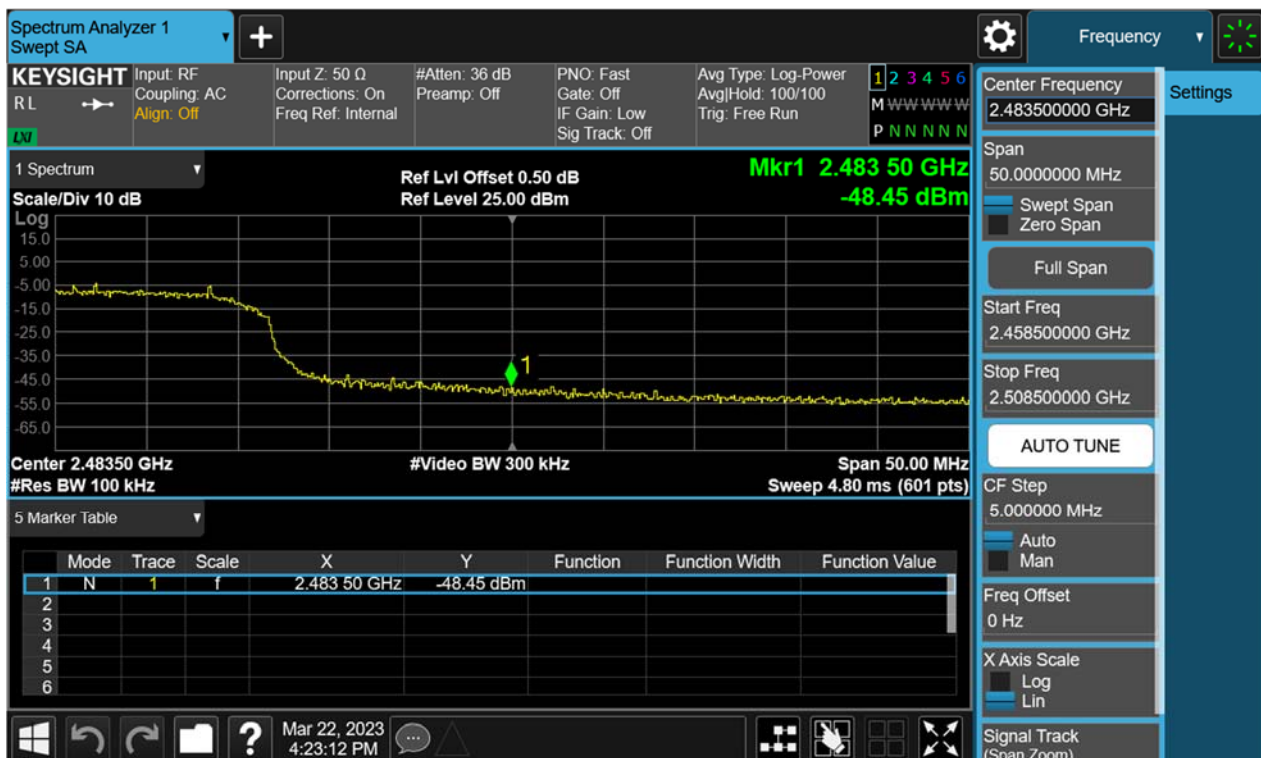 Spectrum Analyzer 1
Swept SA
Frequency
KEYSIGHT
R L
LXI
Input: RF
Coupling: AC
Align: Off
Input Z: 50 Ω
Corrections: On
Freq Ref: Internal
#Atten: 36 dB
Preamp: Off
PNO: Fast
Gate: Off
IF Gain: Low
Sig Track: Off
Avg Type: Log-Power
Avg|Hold: 100/100
Trig: Free Run
1 2 3 4 5 6
M W W W W W W
P N N N N N
1 Spectrum
Scale/Div 10 dB
Ref Lvl Offset 0.50 dB
Ref Level 25.00 dBm
Mkr1 2.483 50 GHz
-48.45 dBm
Log
15.0
5.00
-5.00
-15.0
-25.0
-35.0
-45.0
-55.0
-65.0
1
Center 2.48350 GHz
#Video BW 300 kHz
Span 50.00 MHz
#Res BW 100 kHz
Sweep 4.80 ms (601 pts)
5 Marker Table
Mode Trace Scale X Y Function Function Width Function Value
1 N 1 f 2.483 50 GHz -48.45 dBm
2
3
4
5
6
Mar 22, 2023
4:23:12 PM
Center Frequency
2.483500000 GHz
Settings
Span
50.0000000 MHz
Swept Span
Zero Span
Full Span
Start Freq
2.458500000 GHz
Stop Freq
2.508500000 GHz
AUTO TUNE
CF Step
5.000000 MHz
Auto
Man
Freq Offset
0 Hz
X Axis Scale
Log
Lin
Signal Track
(Span Zoom)